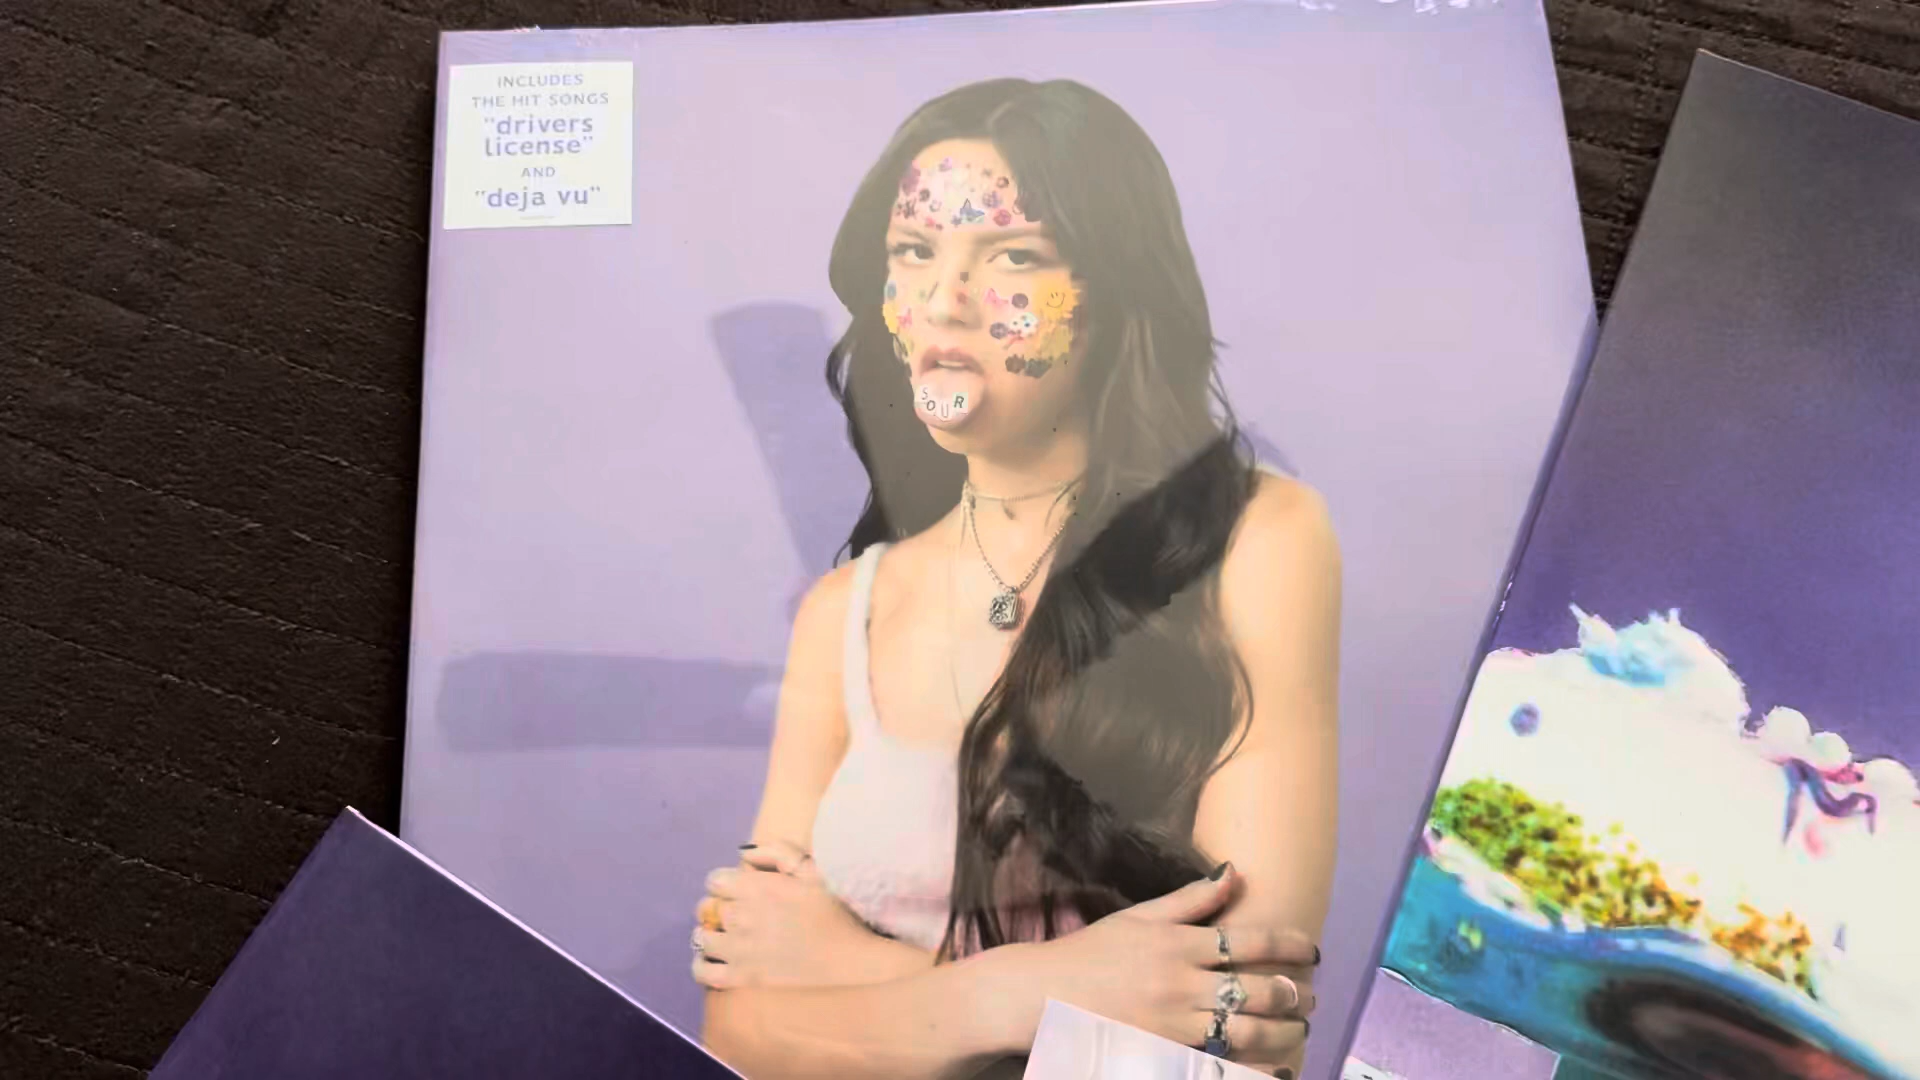 INCLUDES
THE HIT SONGS
"drivers
license"
AND
"deja vu"
SOUR